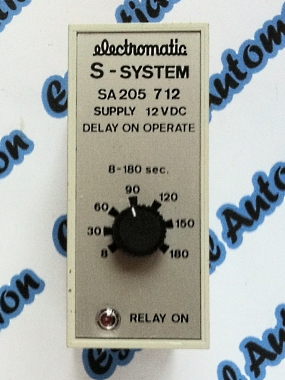 electromatic
S-SYSTEM
SA 205 712
SUPPLY 12 VDC
DELAY ON OPERATE
8-180 sec.
90
60 120
30 150
8 180
RELAY ON